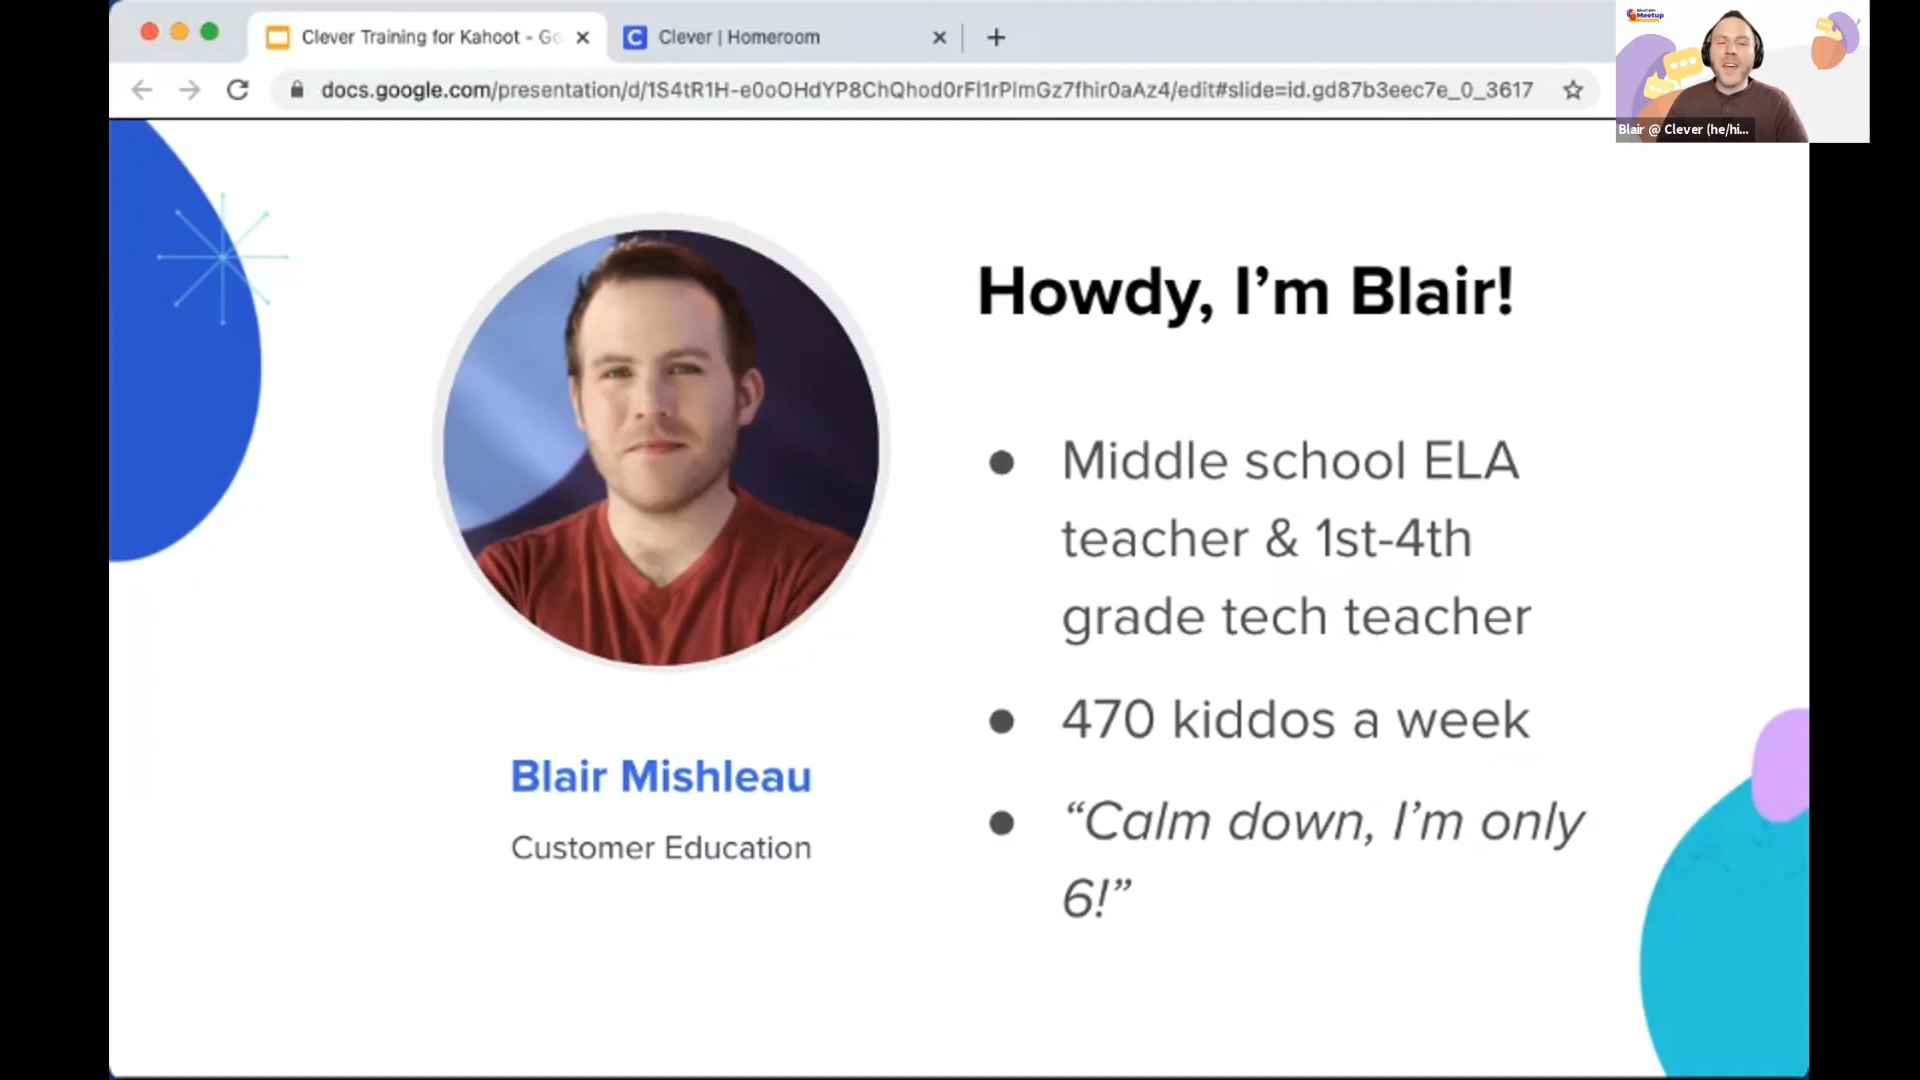 Clever Training for Kahoot - Go
Clever | Homeroom
docs.google.com/presentation/d/1S4tR1H-e0oOHdYP8ChQhod0rFl1rPlmGz7fhir0aAz4/edit#slide=id.gd87b3eec7e_0_3617
Meetup
Blair @ Clever (he/hi...
Howdy, I’m Blair!
● Middle school ELA
teacher & 1st-4th
grade tech teacher
● 470 kiddos a week
● “Calm down, I’m only
6!”
Blair Mishleau
Customer Education